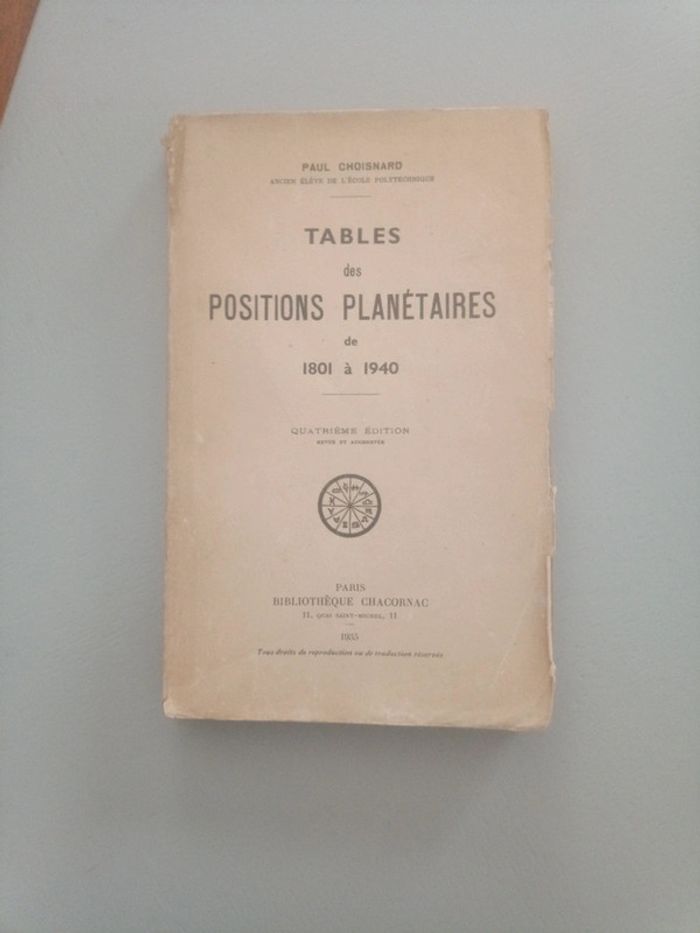 PAUL CHOISNARD
ANCIEN ÉLÈVE DE L'ÉCOLE POLYTECHNIQUE
TABLES
des
POSITIONS PLANÉTAIRES
de
1801 à 1940
QUATRIÈME ÉDITION
REVUE ET AUGMENTÉE
PARIS
BIBLIOTHÈQUE CHACORNAC
11, QUAI SAINT-MICHEL, 11
1935
Tous droits de reproduction ou de traduction réservés